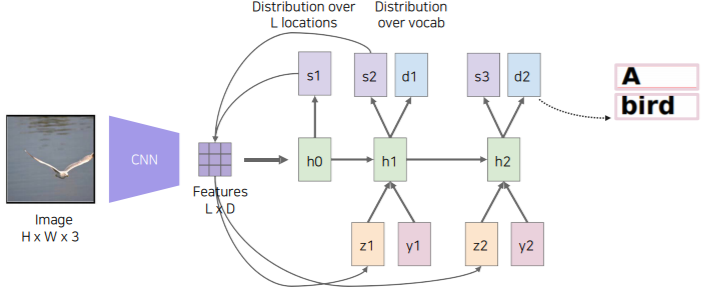 Distribution over
L locations
Distribution
over vocab
s1
s2
d1
s3
d2
A
bird
CNN
h0
h1
h2
Features
L x D
Image
H x W x 3
z1
y1
z2
y2